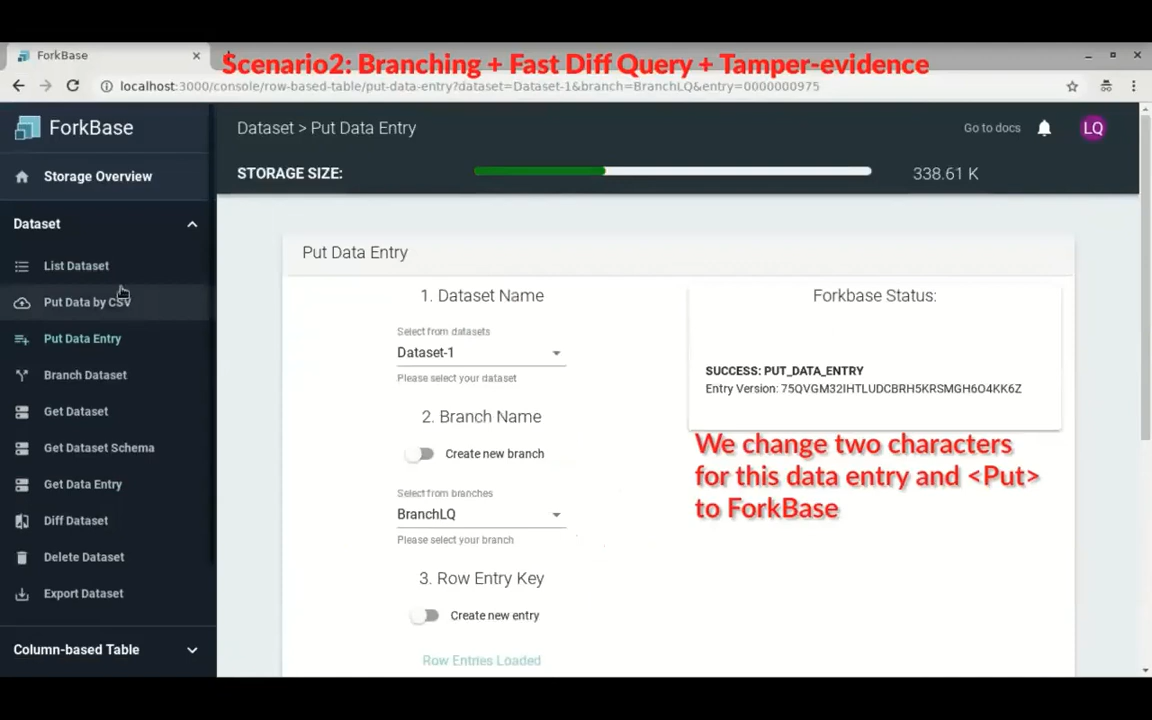 ForkBase
Scenario2: Branching + Fast Diff Query + Tamper-evidence
localhost:3000/console/row-based-table/put-data-entry?dataset=Dataset-1&branch=BranchLQ&entry=0000000975
ForkBase
Dataset > Put Data Entry
Go to docs
LQ
STORAGE SIZE:
338.61 K
Storage Overview
Dataset
List Dataset
Put Data by CSV
Put Data Entry
Branch Dataset
Get Dataset
Get Dataset Schema
Get Data Entry
Diff Dataset
Delete Dataset
Export Dataset
Column-based Table
Put Data Entry
1. Dataset Name
Select from datasets
Dataset-1
Please select your dataset
2. Branch Name
Create new branch
Select from branches
BranchLQ
Please select your branch
3. Row Entry Key
Create new entry
Row Entries Loaded
Forkbase Status:
SUCCESS: PUT_DATA_ENTRY
Entry Version: 75QVGM32IHTLUDCBRH5KRSMGH6O4KK6Z
We change two characters
for this data entry and <Put>
to ForkBase